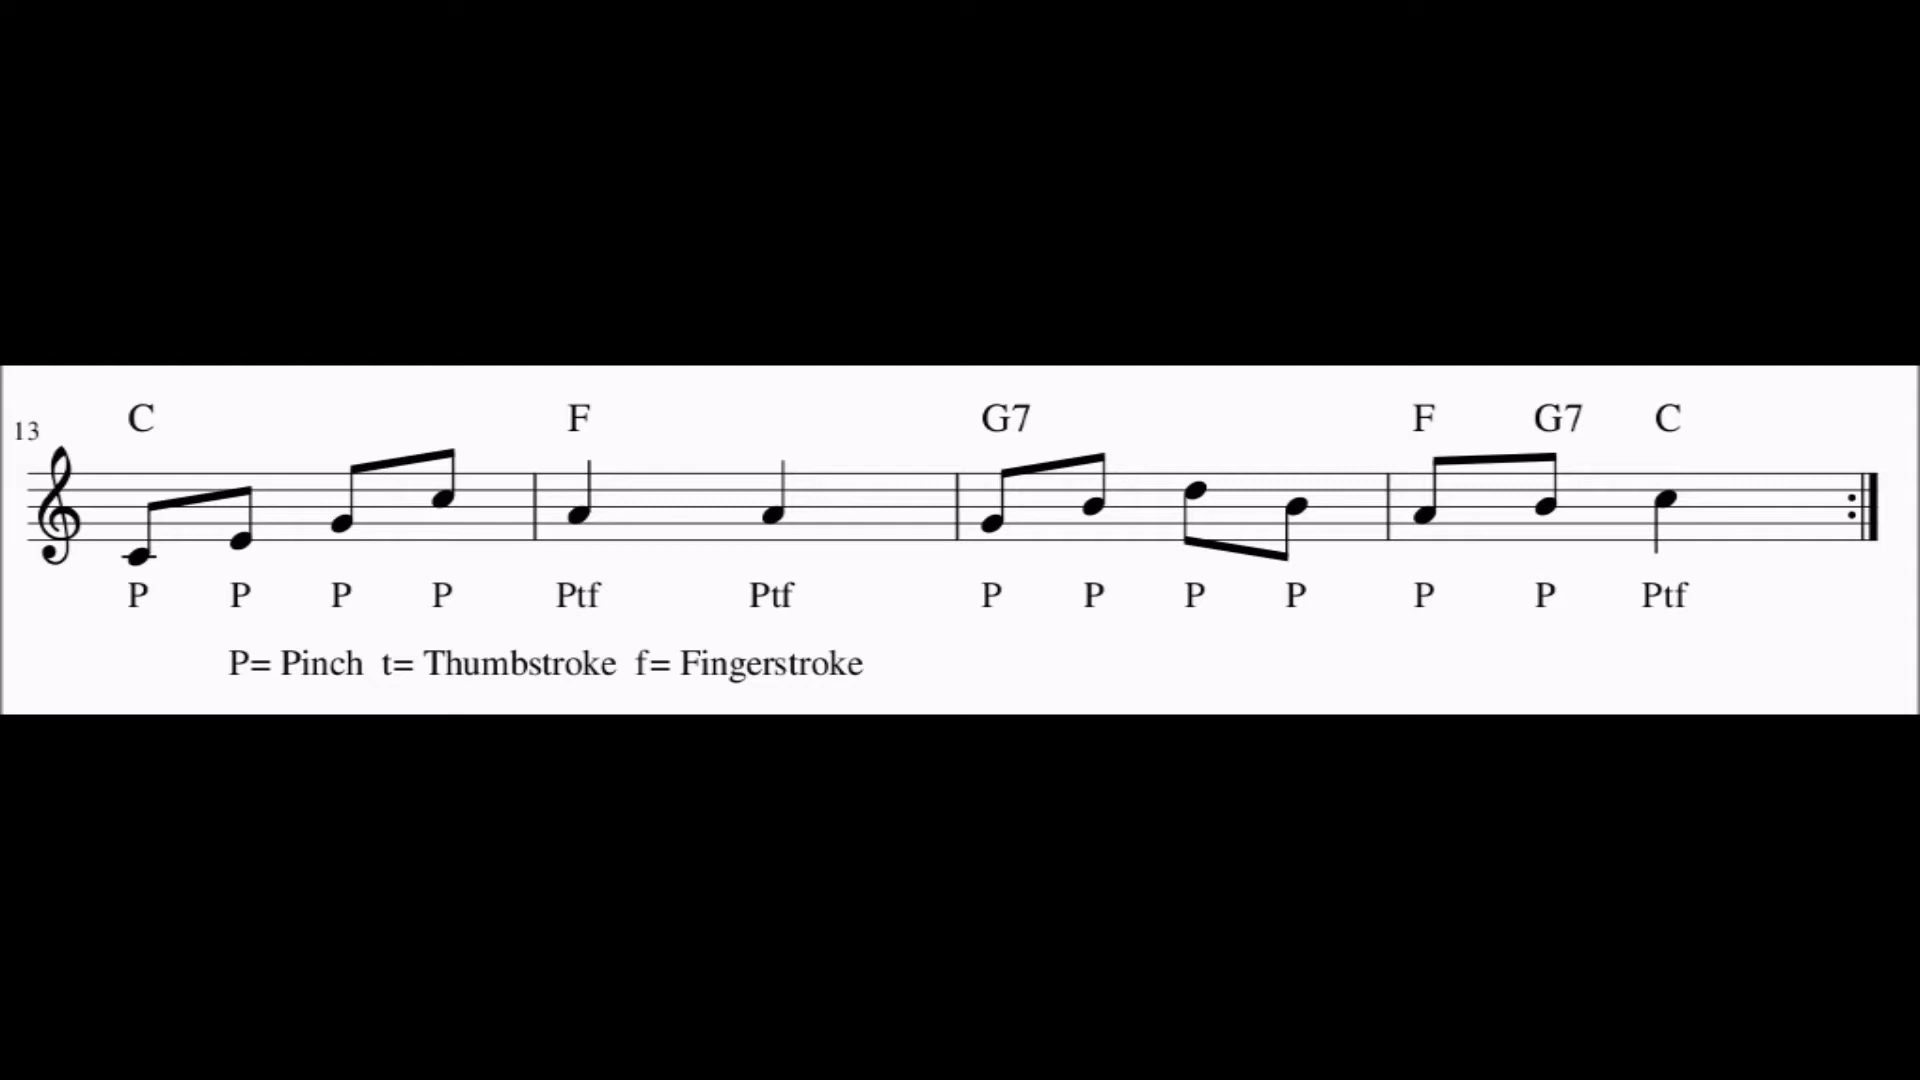 C F G7 F G7 C
13
P P P P Ptf Ptf P P P P P P Ptf
P= Pinch t= Thumbstroke f= Fingerstroke